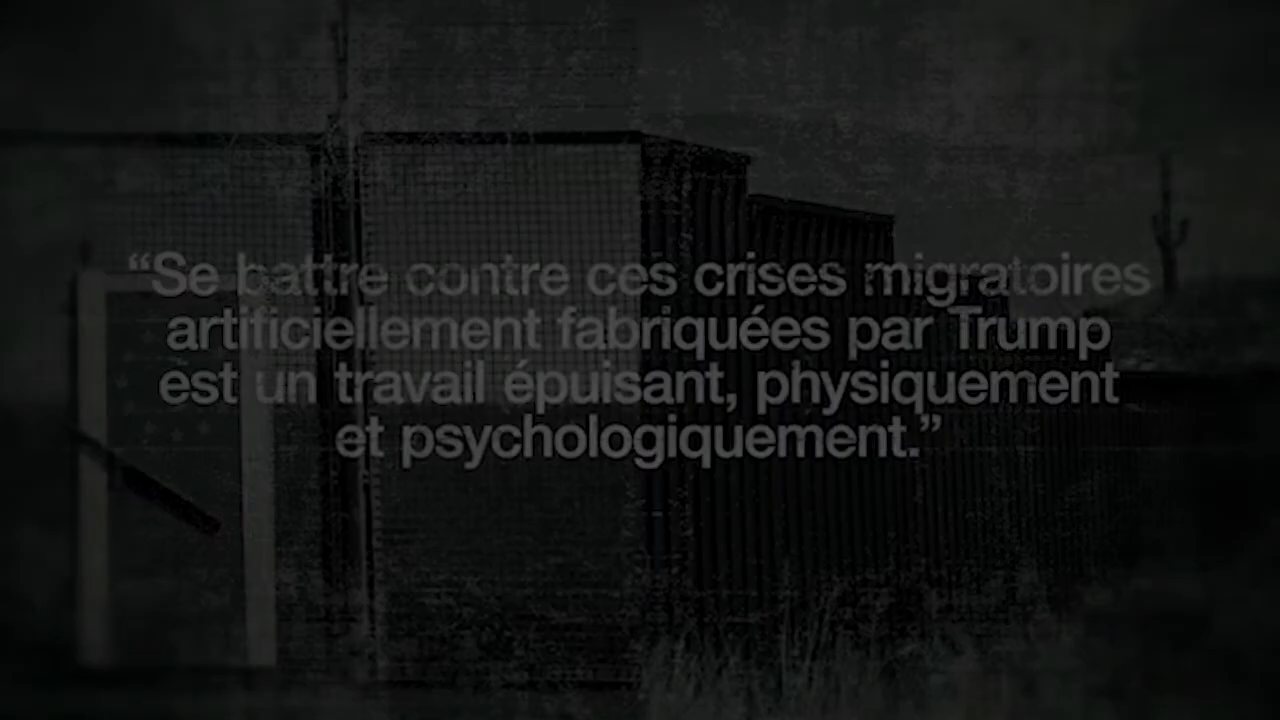 “Se battre contre ces crises migratoires
artificiellement fabriquées par Trump
est un travail épuisant, physiquement
et psychologiquement.”